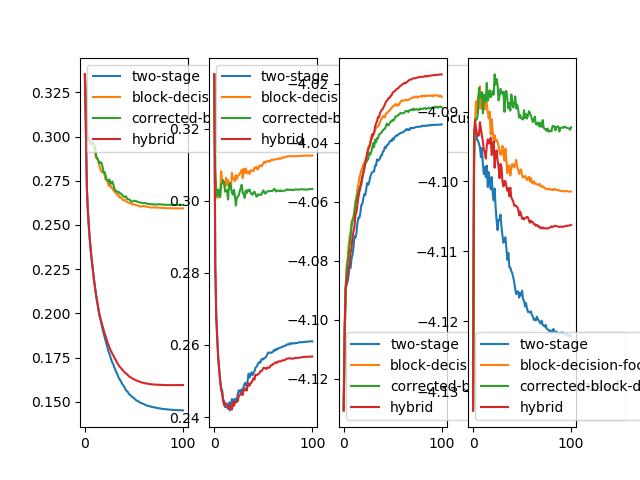 two-stage
block-decis
corrected-b
hybrid
0.325
0.300
0.275
0.250
0.225
0.200
0.175
0.150
0 100
two-stage
block-decis
corrected-b
hybrid
0.32
0.30
0.28
0.26
0.24
0 100
−4.02
−4.04
−4.06
−4.08
−4.10
−4.12
two-stage
block-decis
corrected-b
hybrid
0 100
−4.09
−4.10
−4.11
−4.12
−4.13
two-stage
block-decision-foc
corrected-block-d
hybrid
0 100